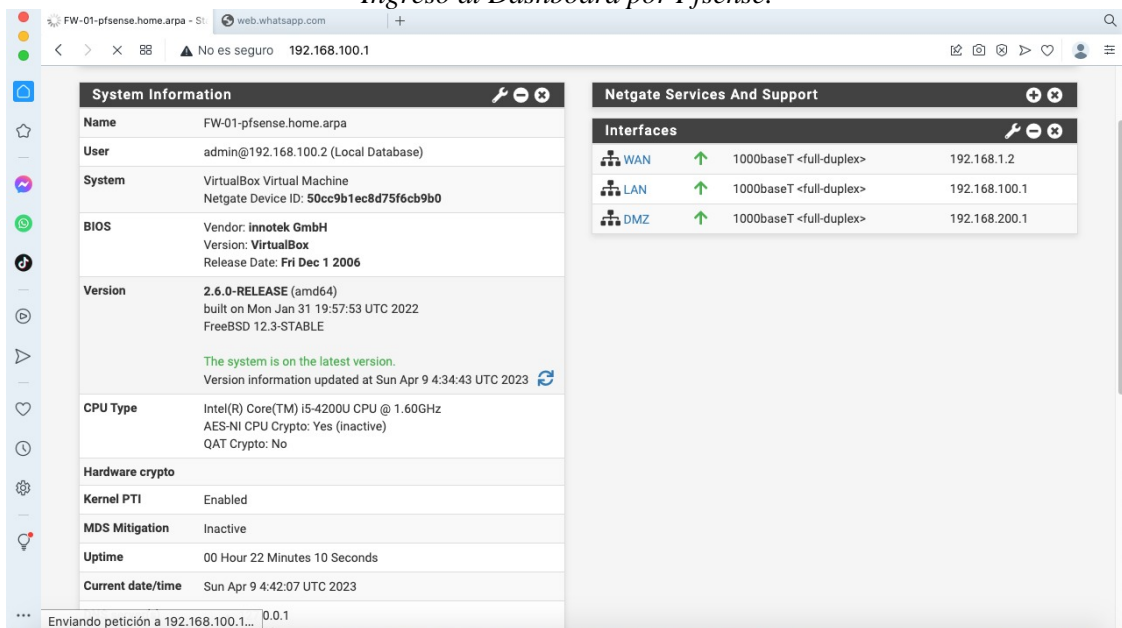 Ingreso al Dashboard por Pfsense.
FW-01-pfsense.home.arpa - St
web.whatsapp.com
No es seguro 192.168.100.1
System Information
Name FW-01-pfsense.home.arpa
User admin@192.168.100.2 (Local Database)
System VirtualBox Virtual Machine
Netgate Device ID: 50cc9b1ec8d75f6cb9b0
BIOS Vendor: innotek GmbH
Version: VirtualBox
Release Date: Fri Dec 1 2006
Version 2.6.0-RELEASE (amd64)
built on Mon Jan 31 19:57:53 UTC 2022
FreeBSD 12.3-STABLE
The system is on the latest version.
Version information updated at Sun Apr 9 4:34:43 UTC 2023
CPU Type Intel(R) Core(TM) i5-4200U CPU @ 1.60GHz
AES-NI CPU Crypto: Yes (inactive)
QAT Crypto: No
Hardware crypto
Kernel PTI Enabled
MDS Mitigation Inactive
Uptime 00 Hour 22 Minutes 10 Seconds
Current date/time Sun Apr 9 4:42:07 UTC 2023
0.0.1
Enviando petición a 192.168.100.1...
Netgate Services And Support
Interfaces
WAN 1000baseT <full-duplex> 192.168.1.2
LAN 1000baseT <full-duplex> 192.168.100.1
DMZ 1000baseT <full-duplex> 192.168.200.1